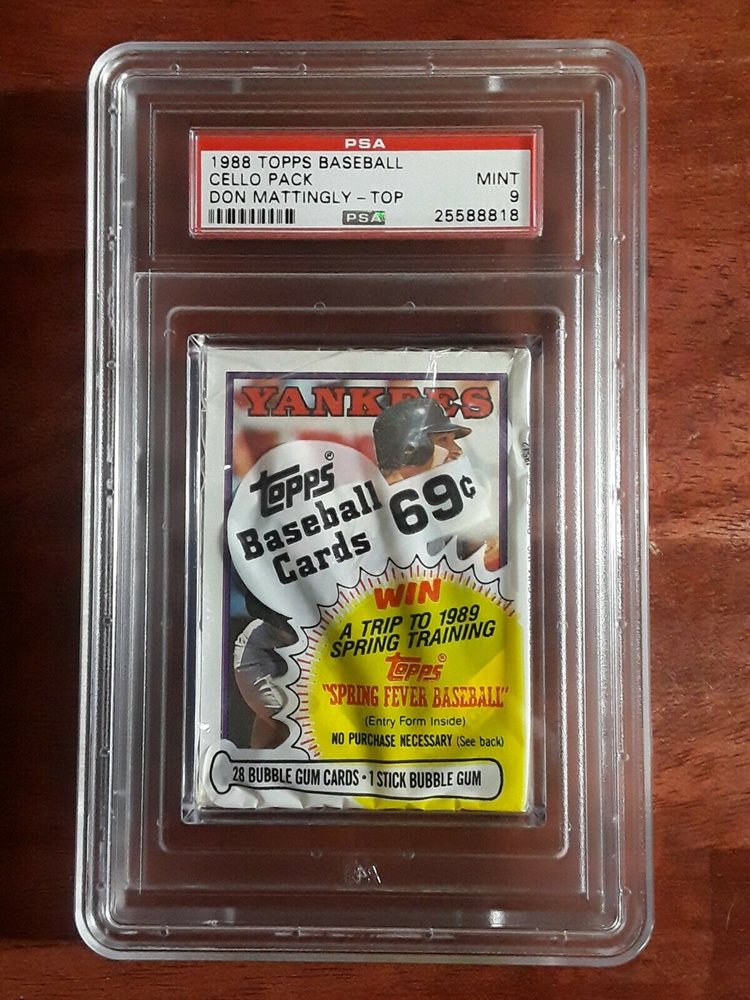 PSA
1988 TOPPS BASEBALL
CELLO PACK MINT
DON MATTINGLY - TOP 9
PSA 25588818
YANKEES
Topps®
Baseball 69¢
Cards
WIN
A TRIP TO 1989
SPRING TRAINING
Topps®
"SPRING FEVER BASEBALL"
(Entry Form Inside)
NO PURCHASE NECESSARY (See back)
28 BUBBLE GUM CARDS • 1 STICK BUBBLE GUM